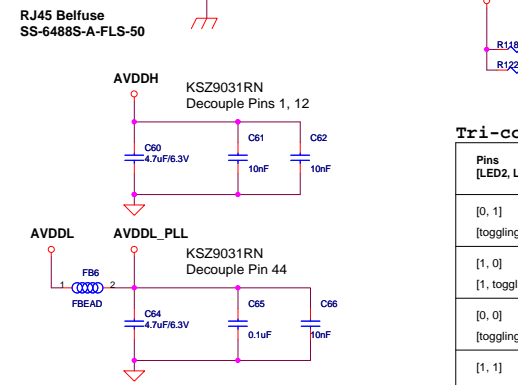 RJ45 Belfuse
SS-6488S-A-FLS-50
R118
R122
AVDDH
KSZ9031RN
Decouple Pins 1, 12
C60
4.7uF/6.3V
C61
10nF
C62
10nF
AVDDL
AVDDL_PLL
KSZ9031RN
Decouple Pin 44
FB6
1
2
FBEAD
C64
4.7uF/6.3V
C65
0.1uF
C66
10nF
Pins
[LED2, L
[0, 1]
[toggling
[1, 0]
[1, toggl
[0, 0]
[toggling
[1, 1]